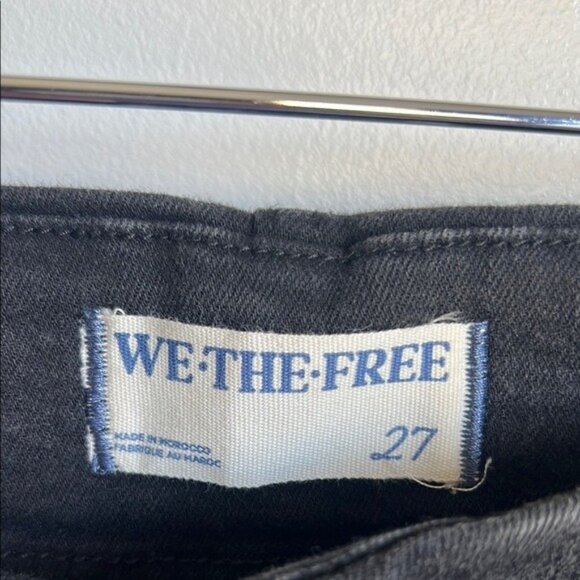 WE·THE·FREE
27
MADE IN MOROCCO
FABRIQUE AU MAROC